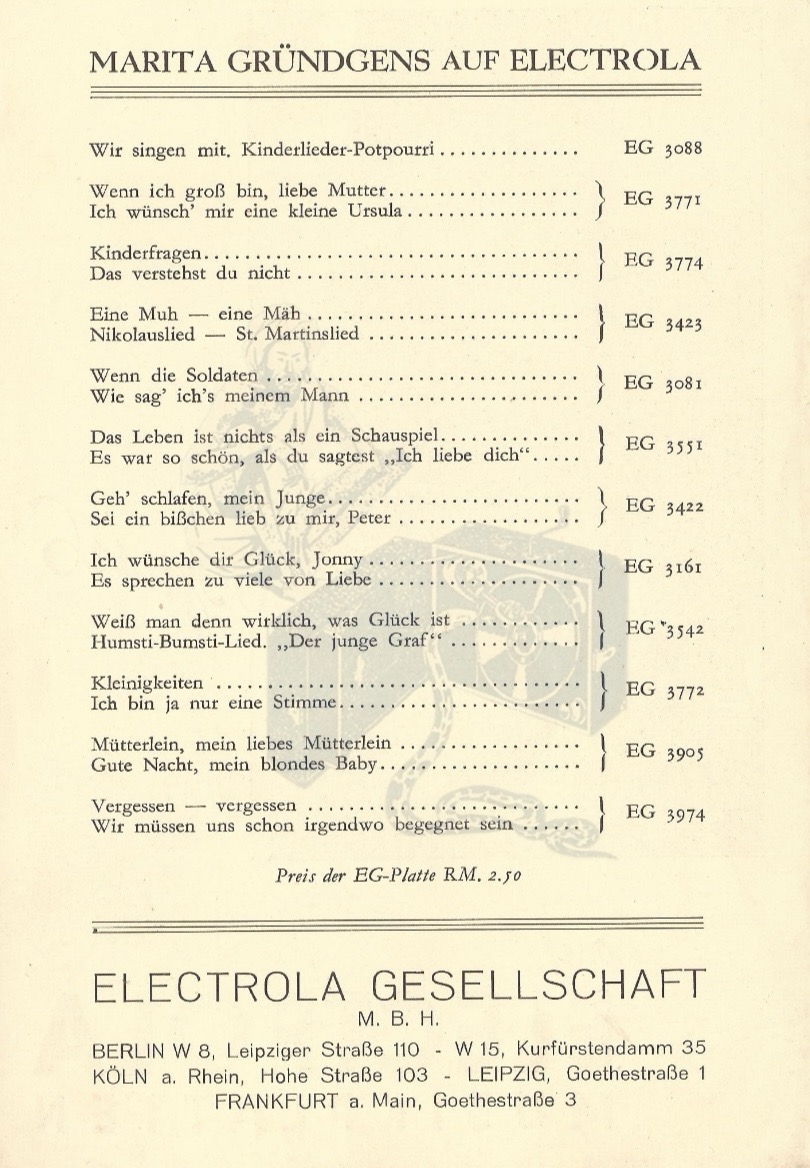 MARITA GRÜNDGENS AUF ELECTROLA
Wir singen mit. Kinderlieder-Potpourri . . . . . . . . . . . . . . EG 3088
Wenn ich groß bin, liebe Mutter. . . . . . . . . . . . . . . . . . .
Ich wünsch' mir eine kleine Ursula . . . . . . . . . . . . . . . . . } EG 3771
Kinderfragen. . . . . . . . . . . . . . . . . . . . . . . . . . . . . . . . . . . . .
Das verstehst du nicht . . . . . . . . . . . . . . . . . . . . . . . . . . . . } EG 3774
Eine Muh — eine Mäh . . . . . . . . . . . . . . . . . . . . . . . . . . .
Nikolauslied — St. Martinslied . . . . . . . . . . . . . . . . . . . . . } EG 3423
Wenn die Soldaten . . . . . . . . . . . . . . . . . . . . . . . . . . . . . . .
Wie sag' ich's meinem Mann . . . . . . . . . . . . . . . . . . . . . . } EG 3081
Das Leben ist nichts als ein Schauspiel. . . . . . . . . . . . . .
Es war so schön, als du sagtest „Ich liebe dich“. . . . . } EG 3551
Geh' schlafen, mein Junge. . . . . . . . . . . . . . . . . . . . . . . . .
Sei ein bißchen lieb zu mir, Peter . . . . . . . . . . . . . . . . . . } EG 3422
Ich wünsche dir Glück, Jonny . . . . . . . . . . . . . . . . . . . . .
Es sprechen zu viele von Liebe . . . . . . . . . . . . . . . . . . . . } EG 3161
Weiß man denn wirklich, was Glück ist . . . . . . . . . . . .
Humsti-Bumsti-Lied. „Der junge Graf“ . . . . . . . . . . . . . } EG 3542
Kleinigkeiten . . . . . . . . . . . . . . . . . . . . . . . . . . . . . . . . . . . .
Ich bin ja nur eine Stimme. . . . . . . . . . . . . . . . . . . . . . . . } EG 3772
Mütterlein, mein liebes Mütterlein . . . . . . . . . . . . . . . . . .
Gute Nacht, mein blondes Baby. . . . . . . . . . . . . . . . . . . . } EG 3905
Vergessen — vergessen . . . . . . . . . . . . . . . . . . . . . . . . . . .
Wir müssen uns schon irgendwo begegnet sein . . . . . . } EG 3974
Preis der EG-Platte RM. 2.50
ELECTROLA GESELLSCHAFT
M. B. H.
BERLIN W 8, Leipziger Straße 110 - W 15, Kurfürstendamm 35
KÖLN a. Rhein, Hohe Straße 103 - LEIPZIG, Goethestraße 1
FRANKFURT a. Main, Goethestraße 3